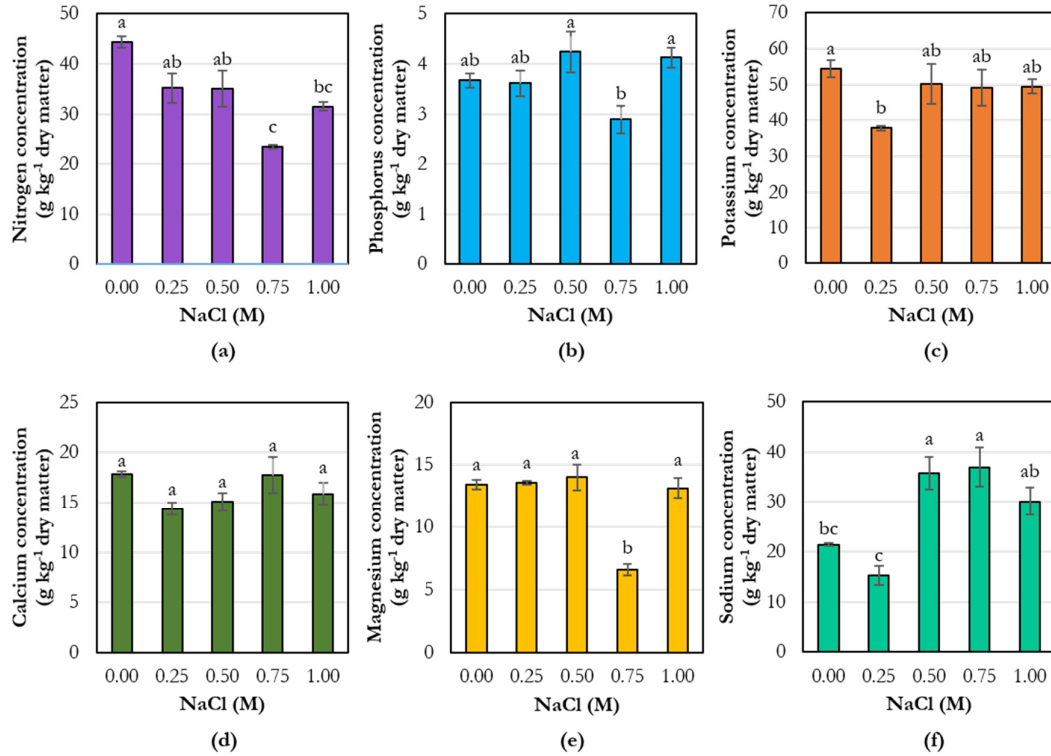 Nitrogen concentration
(g kg⁻¹ dry matter)
50
40
30
20
10
0
a
ab
ab
c
bc
0.00 0.25 0.50 0.75 1.00
NaCl (M)
(a)
Phosphorus concentration
(g kg⁻¹ dry matter)
5
4
3
2
1
0
ab
ab
a
b
a
0.00 0.25 0.50 0.75 1.00
NaCl (M)
(b)
Potassium concentration
(g kg⁻¹ dry matter)
70
60
50
40
30
20
10
0
a
b
ab
ab
ab
0.00 0.25 0.50 0.75 1.00
NaCl (M)
(c)
Calcium concentration
(g kg⁻¹ dry matter)
25
20
15
10
5
0
a
a
a
a
a
0.00 0.25 0.50 0.75 1.00
NaCl (M)
(d)
Magnesium concentration
(g kg⁻¹ dry matter)
20
15
10
5
0
a
a
a
b
a
0.00 0.25 0.50 0.75 1.00
NaCl (M)
(e)
Sodium concentration
(g kg⁻¹ dry matter)
50
40
30
20
10
0
bc
c
a
a
ab
0.00 0.25 0.50 0.75 1.00
NaCl (M)
(f)